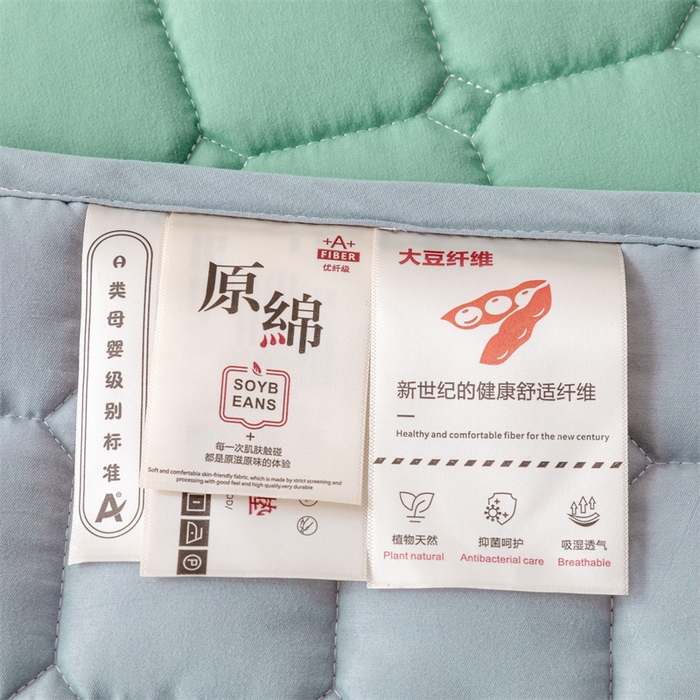 A类母婴级别标准
A®
+A+
FIBER
优纤级
原綿
SOYB
EANS
+
每一次肌肤触碰
都是原滋原味的体验
Soft and comfortabia skin-friendly fabric, which is made by strict screening and
processing,with good feel and high quality,very durable
P
大豆纤维
新世纪的健康舒适纤维
Healthy and comfortable fiber for the new century
植物天然
Plant natural
抑菌呵护
Antibacterial care
吸湿透气
Breathable